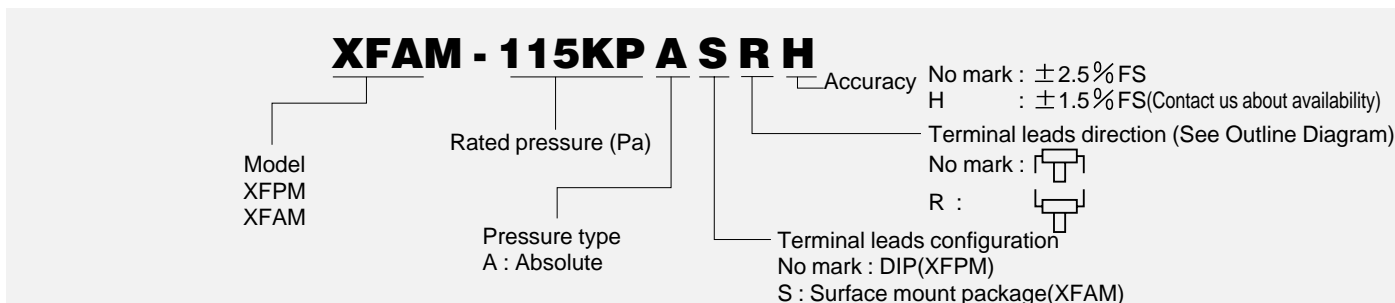 XFAM - 115KP A S R H
Accuracy
No mark : ±2.5%FS
H : ±1.5%FS(Contact us about availability)
Terminal leads direction (See Outline Diagram)
No mark :
R :
Rated pressure (Pa)
Model
XFPM
XFAM
Pressure type
A : Absolute
Terminal leads configuration
No mark : DIP(XFPM)
S : Surface mount package(XFAM)